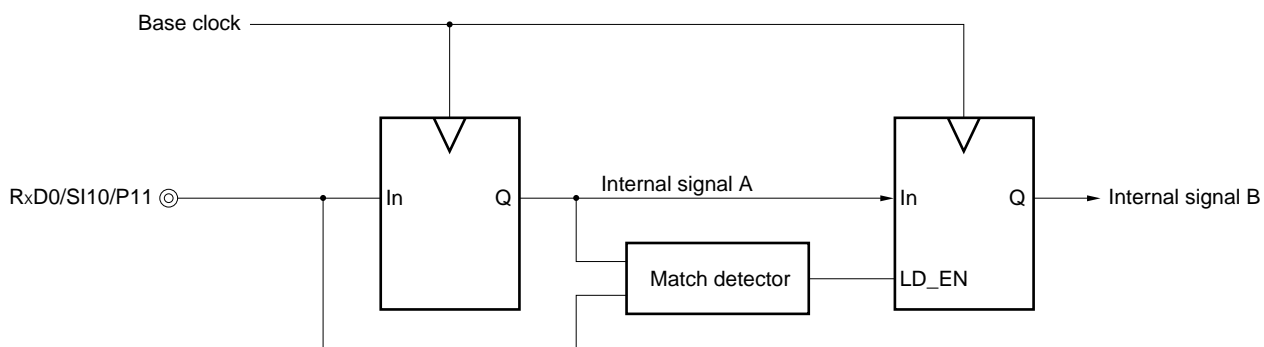 Base clock
RxD0/SI10/P11
In
Q
Internal signal A
In
Q
Internal signal B
Match detector
LD_EN